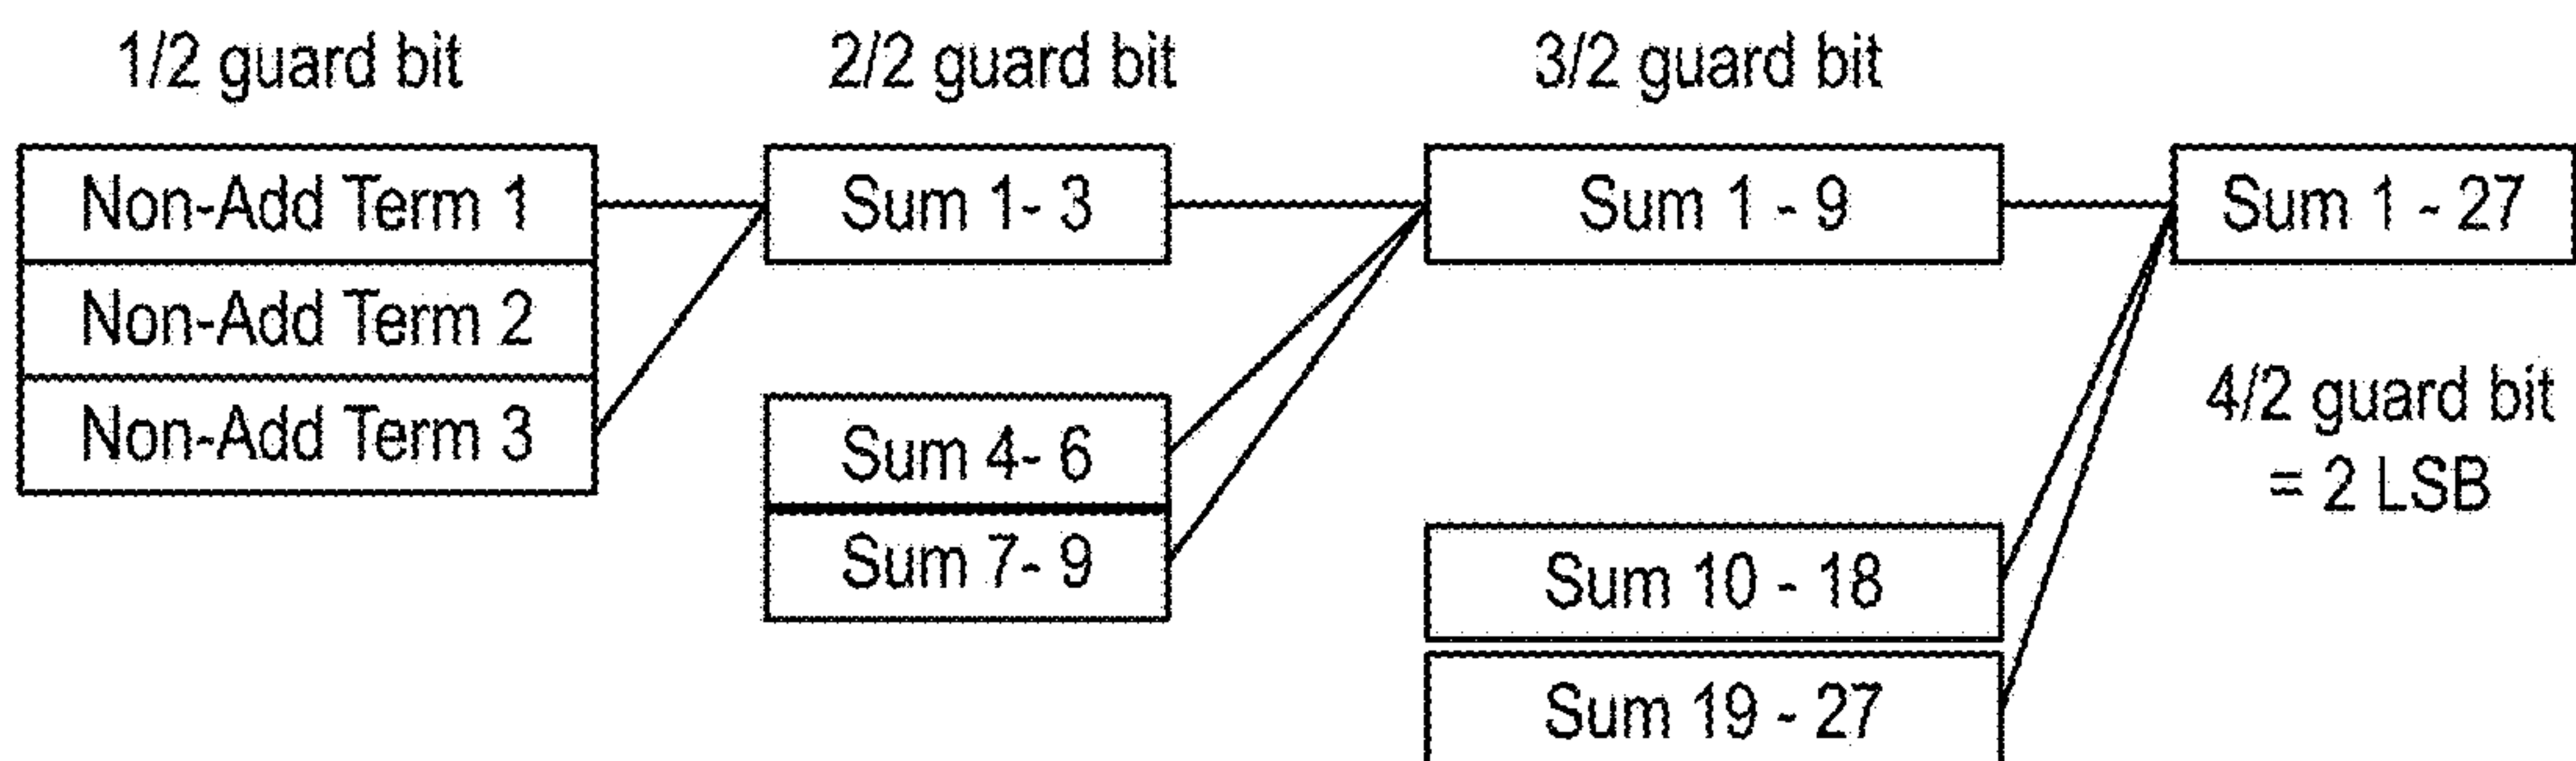 1/2 guard bit
2/2 guard bit
3/2 guard bit
Non-Add Term 1
Sum 1- 3
Sum 1 - 9
Sum 1 - 27
Non-Add Term 2
Non-Add Term 3
4/2 guard bit
= 2 LSB
Sum 4- 6
Sum 7- 9
Sum 10 - 18
Sum 19 - 27